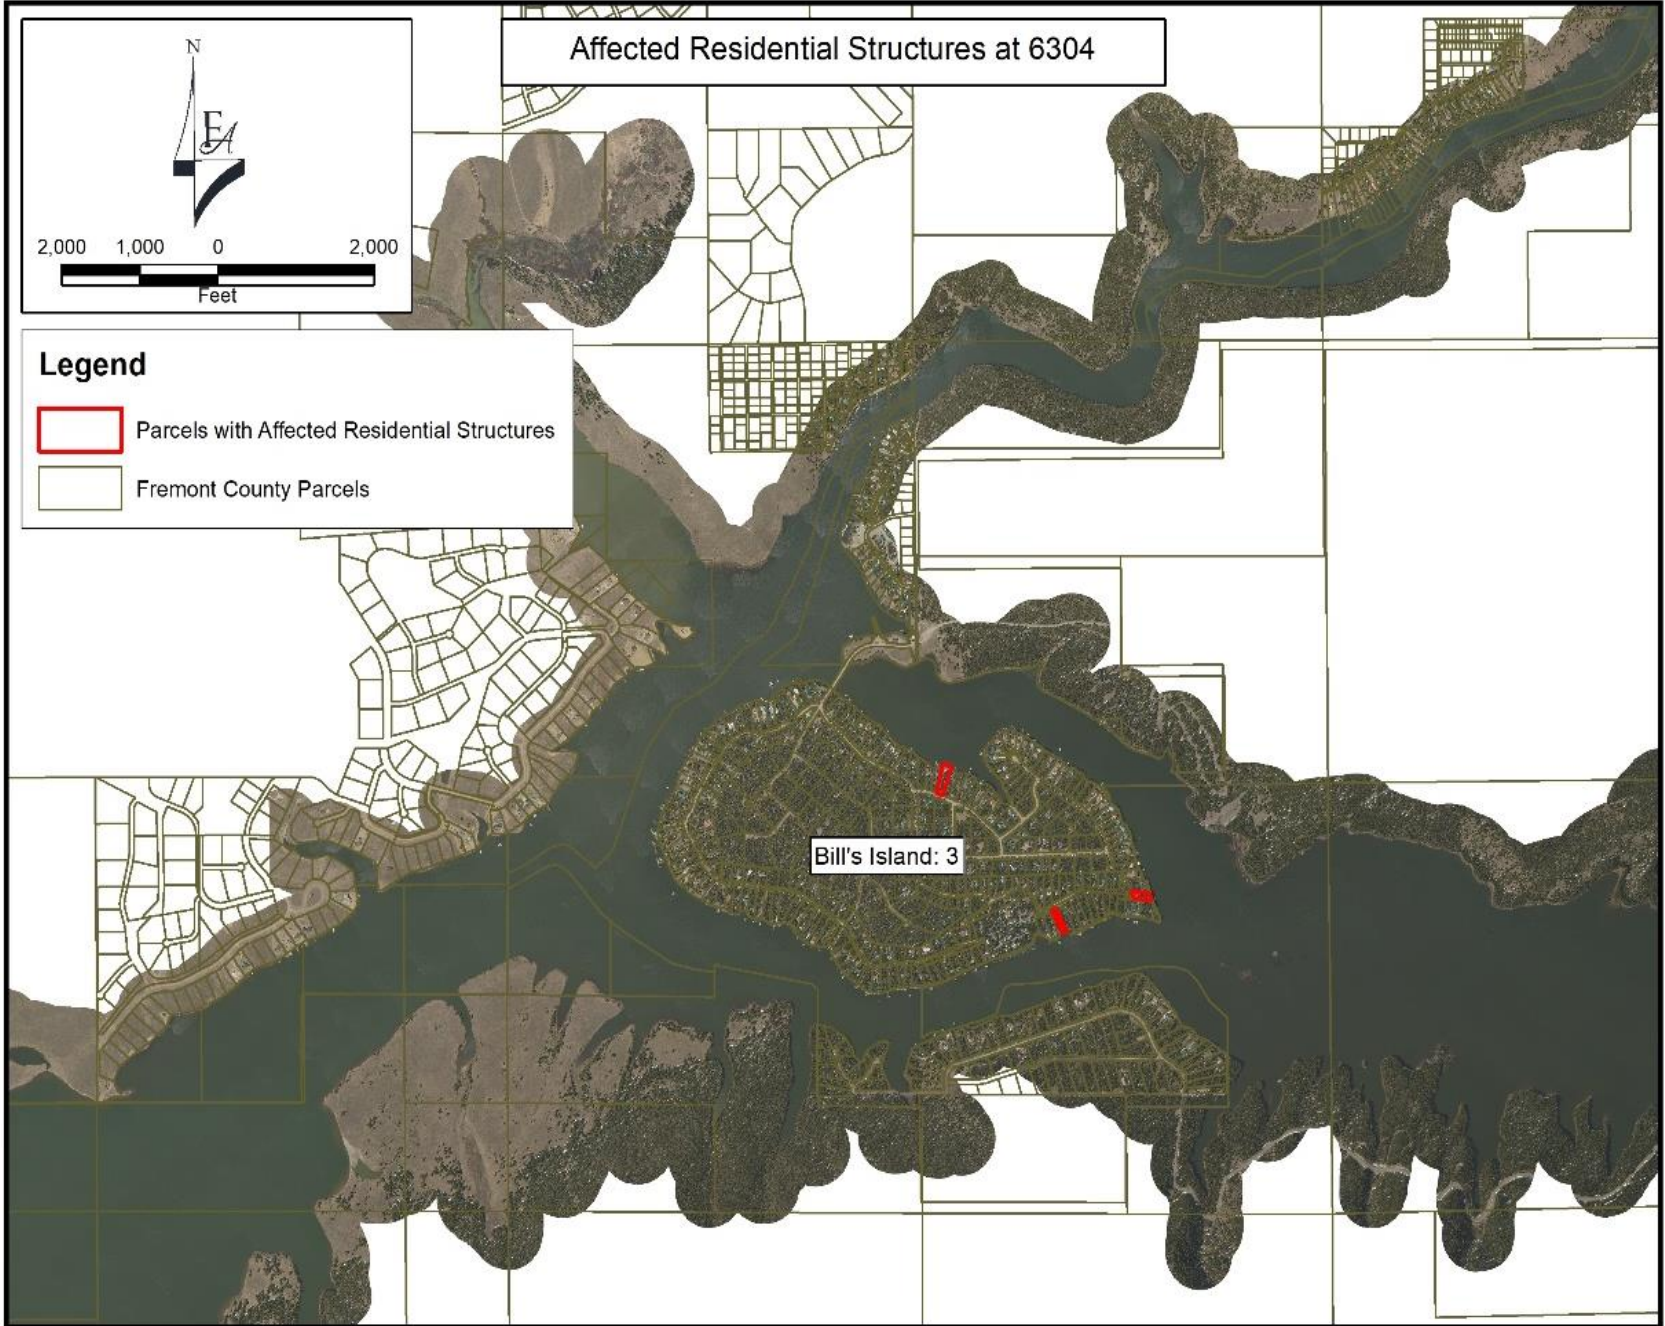 Affected Residential Structures at 6304
N
FA
2,000 1,000 0 2,000
Feet
Legend
Parcels with Affected Residential Structures
Fremont County Parcels
Bill's Island: 3